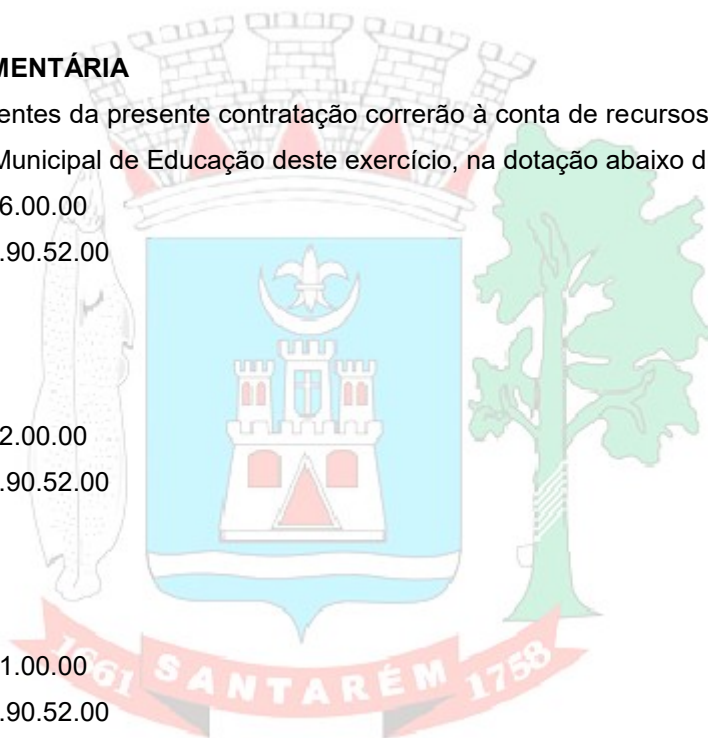 MENTÁRIA
entes da presente contratação correrão à conta de recursos
Municipal de Educação deste exercício, na dotação abaixo d
6.00.00
.90.52.00
2.00.00
.90.52.00
1.00.00
.90.52.00
1661 SANTARÉM 1758